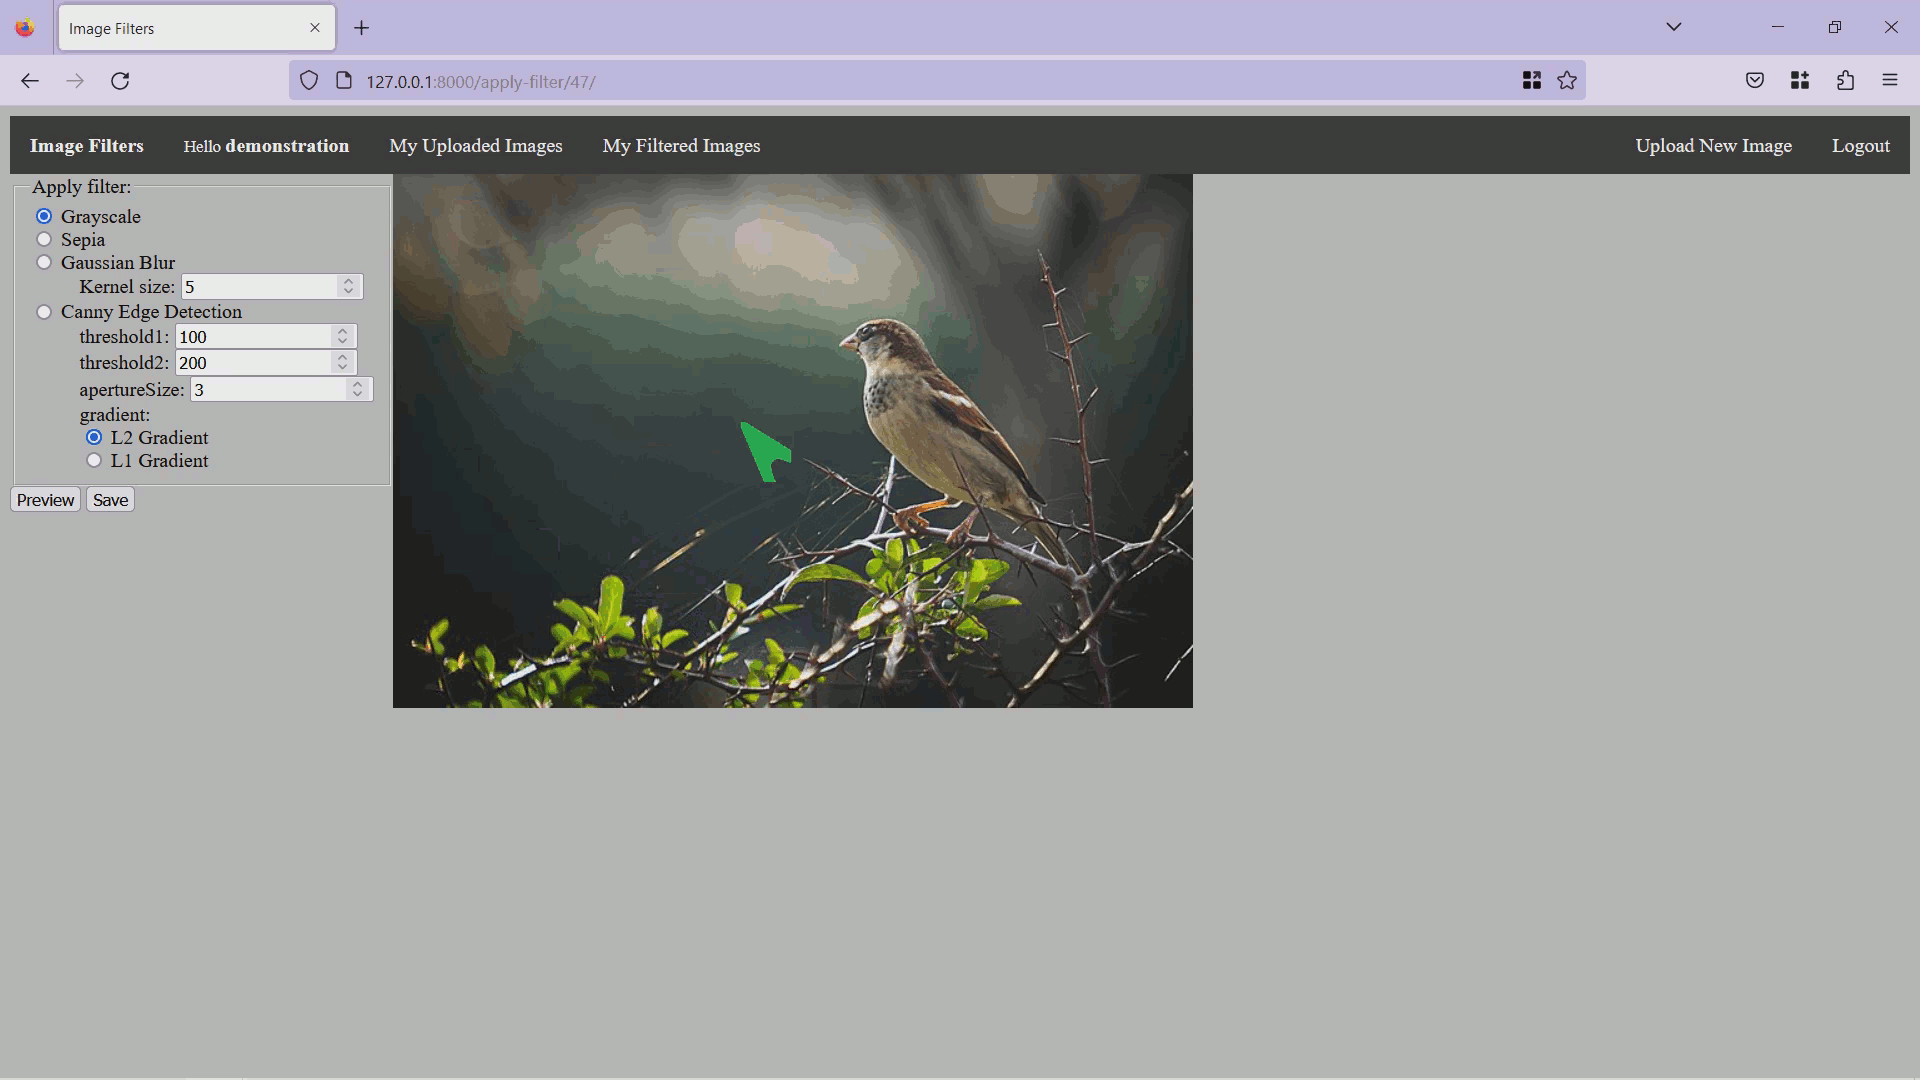 Image Filters
127.0.0.1:8000/apply-filter/47/
Image Filters Hello demonstration My Uploaded Images My Filtered Images Upload New Image Logout
Apply filter:
Grayscale
Sepia
Gaussian Blur
Kernel size: 5
Canny Edge Detection
threshold1: 100
threshold2: 200
apertureSize: 3
gradient:
L2 Gradient
L1 Gradient
Preview Save